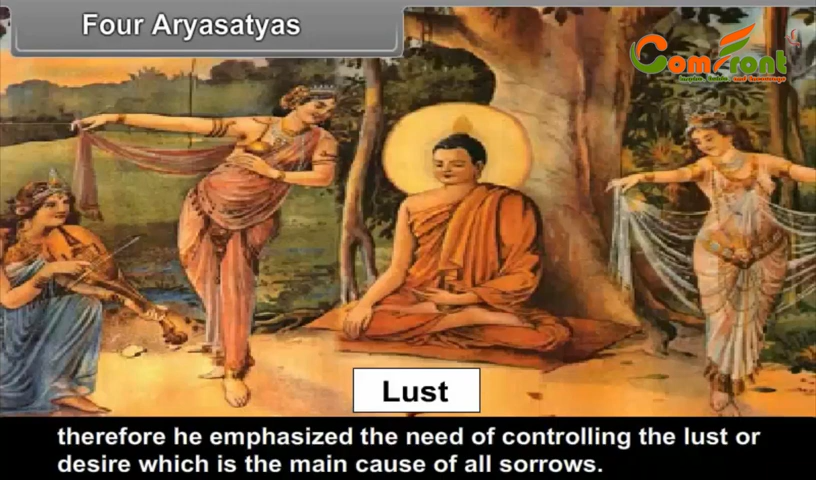 Four Aryasatyas
ComFront
Lust
therefore he emphasized the need of controlling the lust or
desire which is the main cause of all sorrows.